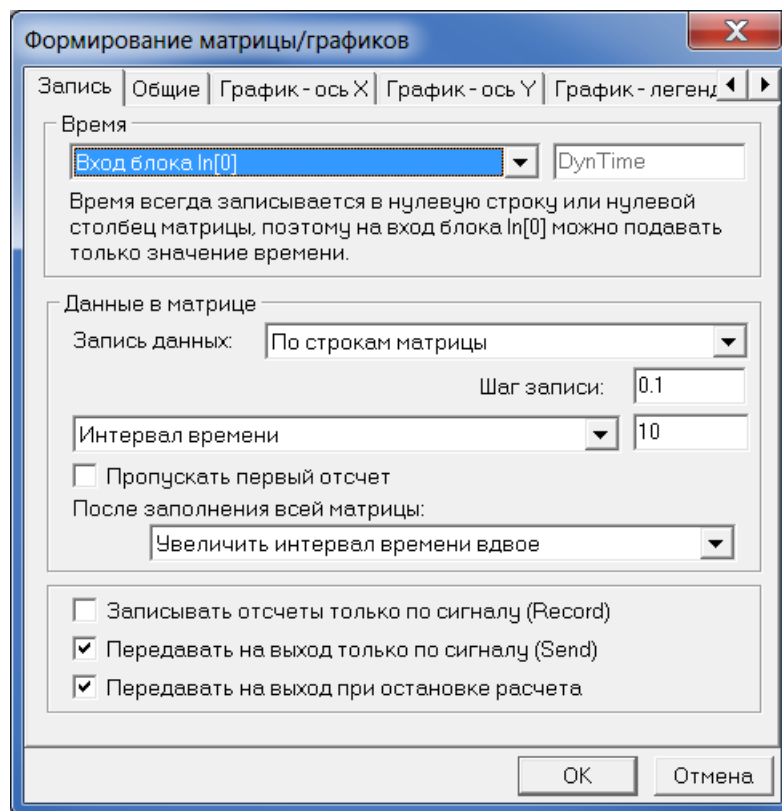 Формирование матрицы/графиков
Запись Общие График - ось X График - ось Y График - леген
Время
Вход блока In[0] DynTime
Время всегда записывается в нулевую строку или нулевой
столбец матрицы, поэтому на вход блока In[0] можно подавать
только значение времени.
Данные в матрице
Запись данных: По строкам матрицы
Шаг записи: 0.1
Интервал времени 10
Пропускать первый отсчет
После заполнения всей матрицы:
Увеличить интервал времени вдвое
Записывать отсчеты только по сигналу (Record)
Передавать на выход только по сигналу (Send)
Передавать на выход при остановке расчета
OK Отмена